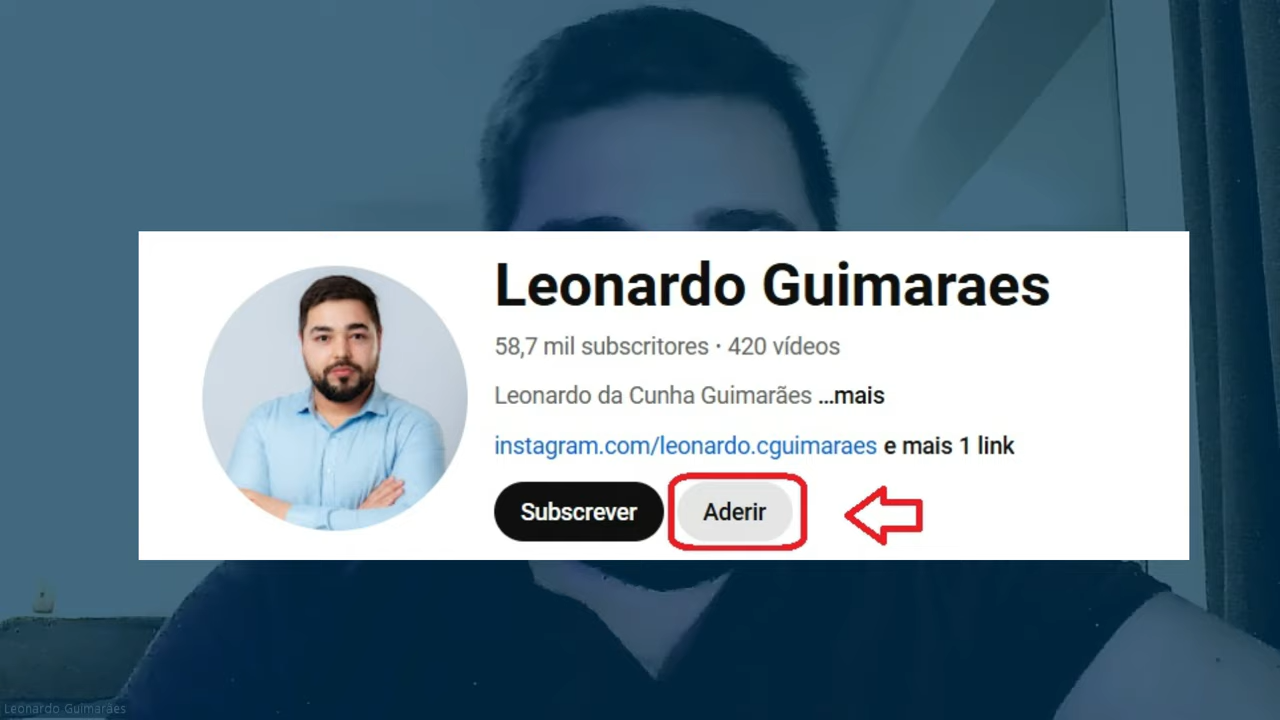 Leonardo Guimaraes
58,7 mil subscritores · 420 vídeos
Leonardo da Cunha Guimarães ...mais
instagram.com/leonardo.cguimaraes e mais 1 link
Subscrever
Aderir
Leonardo Guimarães